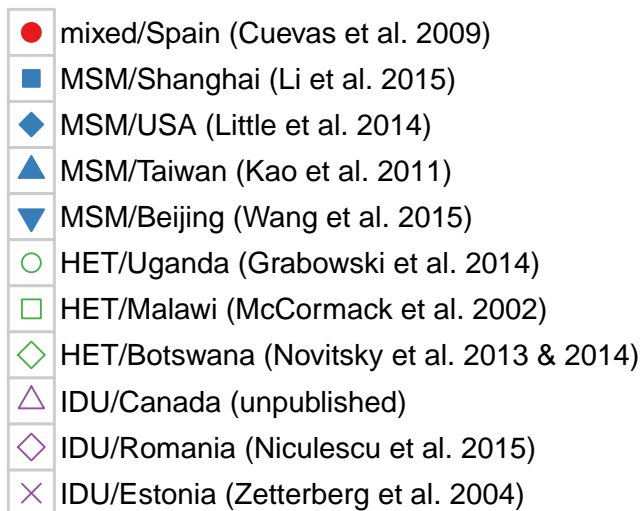 mixed/Spain (Cuevas et al. 2009)
MSM/Shanghai (Li et al. 2015)
MSM/USA (Little et al. 2014)
MSM/Taiwan (Kao et al. 2011)
MSM/Beijing (Wang et al. 2015)
HET/Uganda (Grabowski et al. 2014)
HET/Malawi (McCormack et al. 2002)
HET/Botswana (Novitsky et al. 2013 & 2014)
IDU/Canada (unpublished)
IDU/Romania (Niculescu et al. 2015)
IDU/Estonia (Zetterberg et al. 2004)